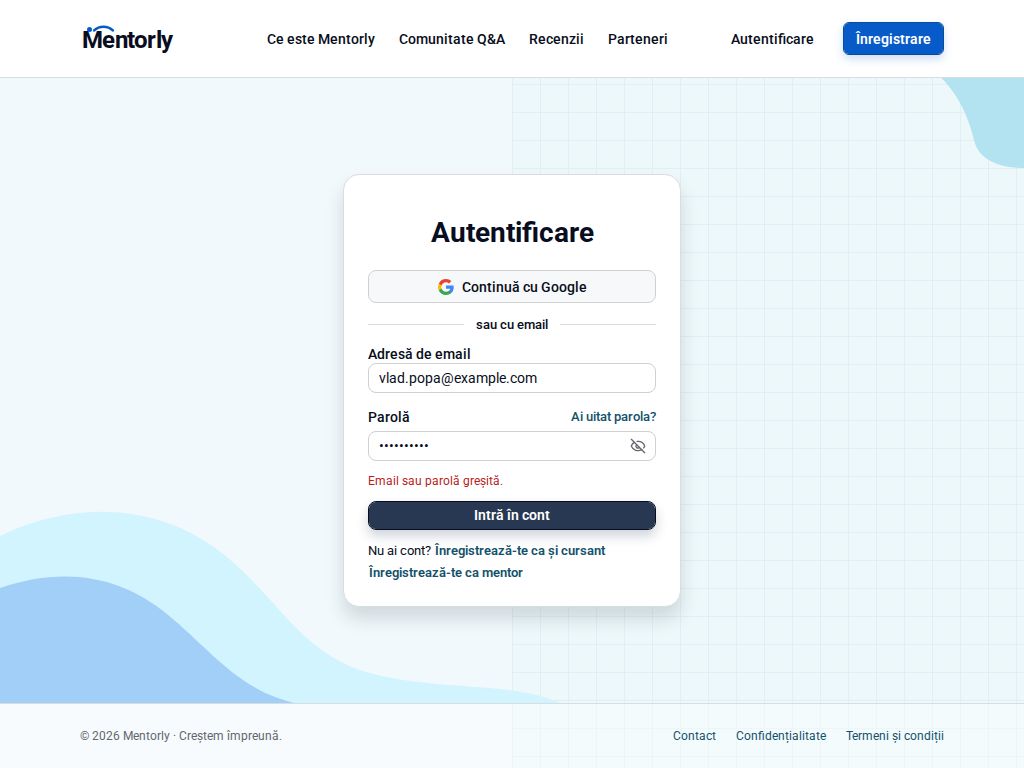 Mentorly
Ce este Mentorly
Comunitate Q&A
Recenzii
Parteneri
Autentificare
Înregistrare
Autentificare
Continuă cu Google
sau cu email
Adresă de email
vlad.popa@example.com
Parolă
Ai uitat parola?
••••••••••
Email sau parolă greșită.
Intră în cont
Nu ai cont? Înregistrează-te ca și cursant
Înregistrează-te ca mentor
© 2026 Mentorly · Creștem împreună.
Contact
Confidențialitate
Termeni și condiții